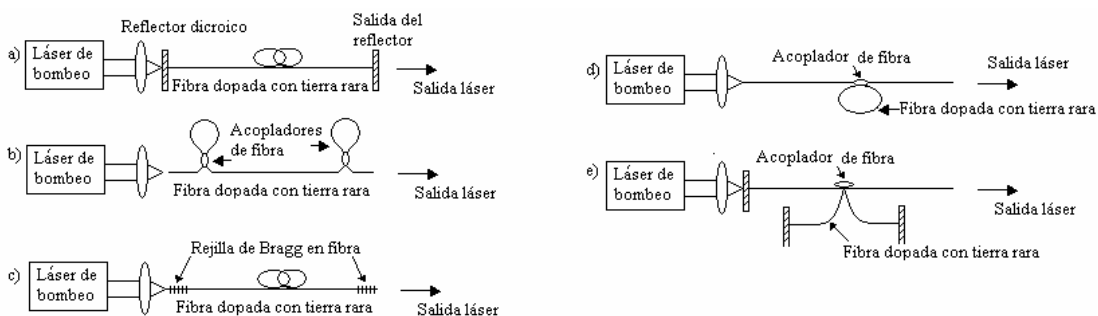 a)
Láser de
bombeo
Reflector dicroico
Salida del
reflector
Fibra dopada con tierra rara
Salida láser
b)
Láser de
bombeo
Acopladores
de fibra
Fibra dopada con tierra rara
Salida láser
c)
Láser de
bombeo
Rejilla de Bragg en fibra
Fibra dopada con tierra rara
Salida láser
d)
Láser de
bombeo
Acoplador
de fibra
Salida láser
Fibra dopada con tierra rara
e)
Láser de
bombeo
Acoplador de fibra
Salida láser
Fibra dopada con tierra rara